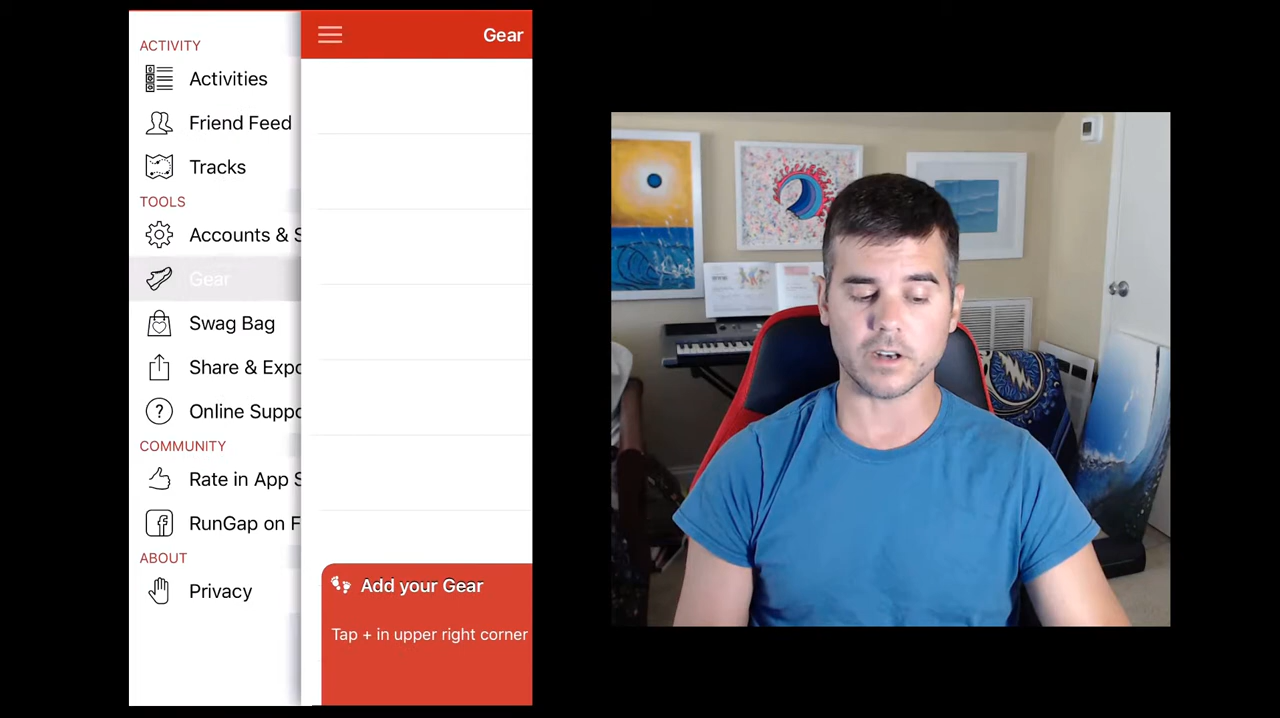 ACTIVITY
Activities
Friend Feed
Tracks
TOOLS
Accounts & S
Gear
Swag Bag
Share & Expo
Online Suppo
COMMUNITY
Rate in App S
RunGap on F
ABOUT
Privacy
Gear
Add your Gear
Tap + in upper right corner